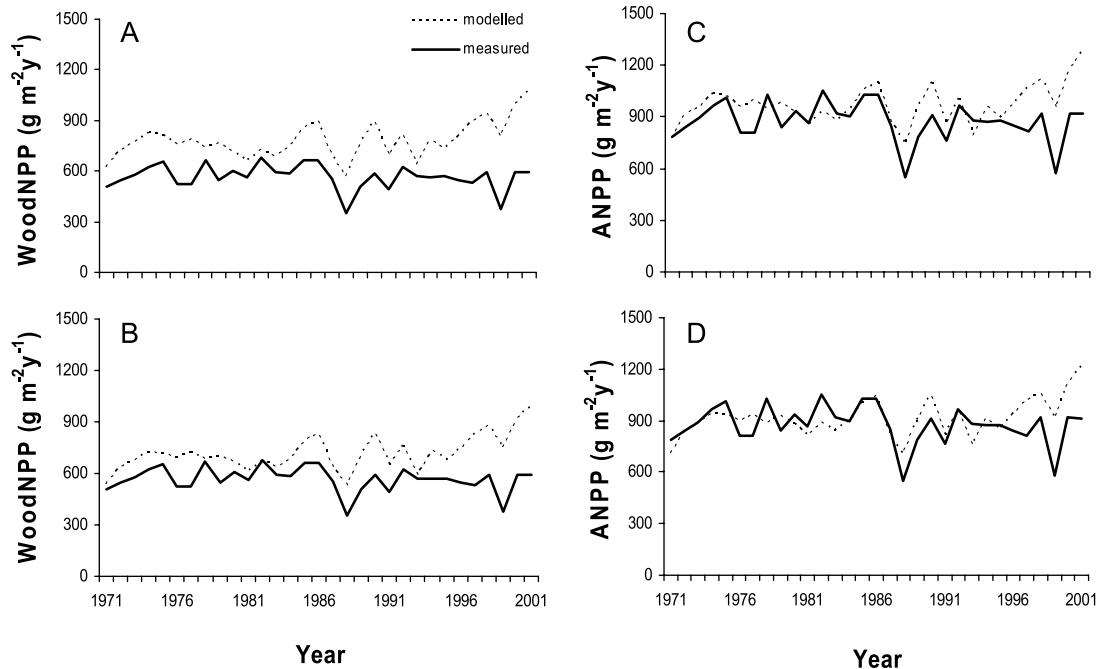 A
modelled
measured
1500
1200
900
600
300
0
WoodNPP (g m-2y-1)
C
1500
1200
900
600
300
0
ANPP (g m-2y-1)
B
1500
1200
900
600
300
0
WoodNPP (g m-2y-1)
1971 1976 1981 1986 1991 1996 2001
Year
D
1500
1200
900
600
300
0
ANPP (g m-2y-1)
1971 1976 1981 1986 1991 1996 2001
Year